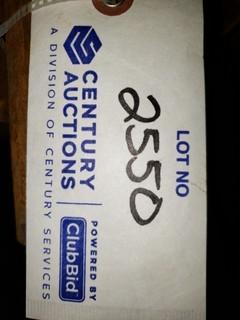 CENTURY
AUCTIONS
A DIVISION OF CENTURY SERVICES
POWERED BY
ClubBid
LOT NO
2550